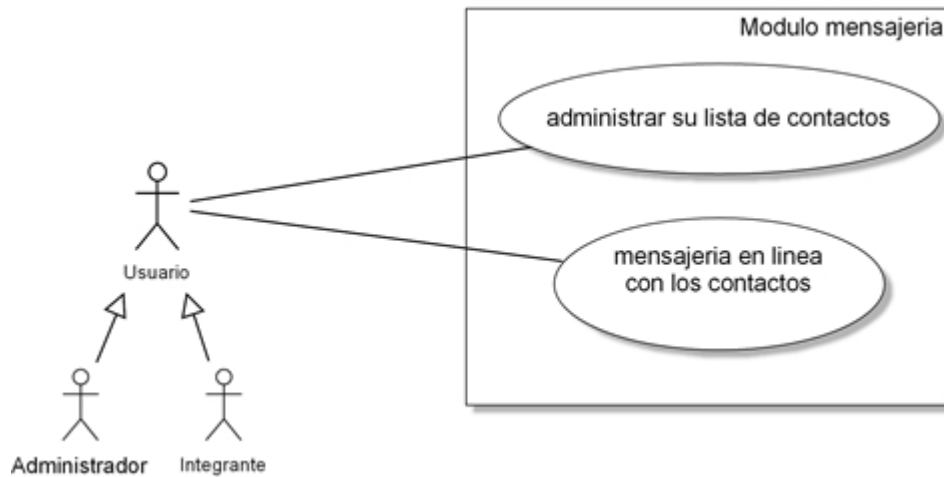 Modulo mensajeria
administrar su lista de contactos
mensajeria en linea
con los contactos
Usuario
Administrador
Integrante